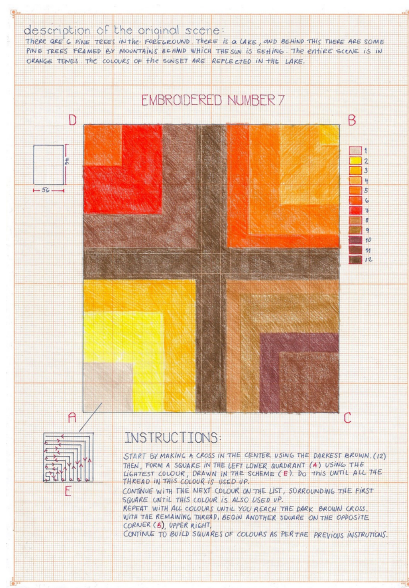 description of the original scene:
THERE ARE 6 PINE TREES IN THE FOREGROUND. THERE IS A LAKE, AND BEHIND THIS THERE ARE SOME
PINE TREES FRAMED BY MOUNTAINS BEHIND WHICH THE SUN IS SETTING. THE ENTIRE SCENE IS IN
ORANGE TONES. THE COLOURS OF THE SUNSET ARE REFLECTED IN THE LAKE.
EMBROIDERED NUMBER 7
D
B
56
1
2
3
4
5
6
7
8
9
10
11
12
A
C
E
INSTRUCTIONS:
START BY MAKING A CROSS IN THE CENTER USING THE DARKEST BROWN. (12)
THEN, FORM A SQUARE IN THE LEFT LOWER QUADRANT (A) USING THE
LIGHTEST COLOUR, DRAWN IN THE SCHEME (E). DO THIS UNTIL ALL THE
THREAD IN THIS COLOUR IS USED UP.
CONTINUE WITH THE NEXT COLOUR ON THE LIST, SURROUNDING THE FIRST
SQUARE UNTIL THIS COLOUR IS ALSO USED UP.
REPEAT WITH ALL COLOURS UNTIL YOU REACH THE DARK BROWN CROSS.
WITH THE REMAINING THREAD, BEGIN ANOTHER SQUARE ON THE OPPOSITE
CORNER (B), UPPER RIGHT,
CONTINUE TO BUILD SQUARES OF COLOURS AS PER THE PREVIOUS INSTRUTIONS.